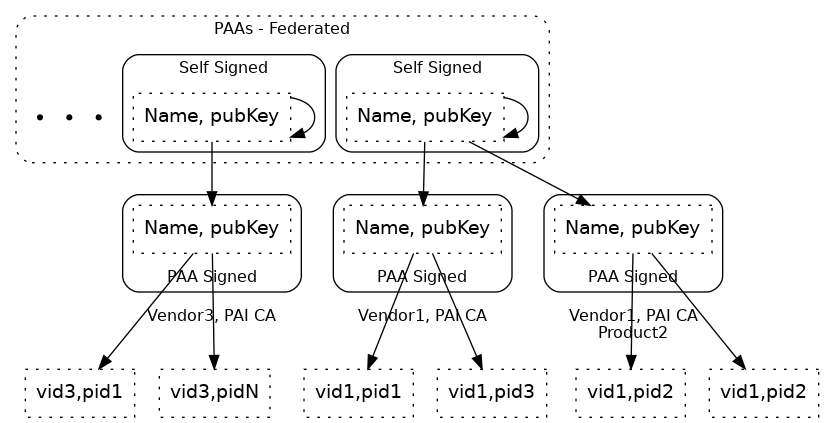 PAAs - Federated
Self Signed
Self Signed
. . .
Name, pubKey
Name, pubKey
Name, pubKey
Name, pubKey
Name, pubKey
PAA Signed
PAA Signed
PAA Signed
Vendor3, PAI CA
Vendor1, PAI CA
Vendor1, PAI CA
Product2
vid3,pid1
vid3,pidN
vid1,pid1
vid1,pid3
vid1,pid2
vid1,pid2